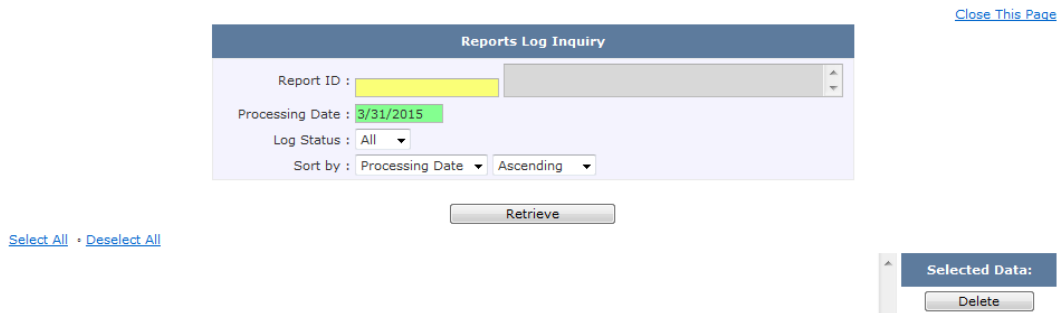 Close This Page
Reports Log Inquiry
Report ID :
Processing Date : 3/31/2015
Log Status : All
Sort by : Processing Date Ascending
Retrieve
Select All • Deselect All
Selected Data:
Delete